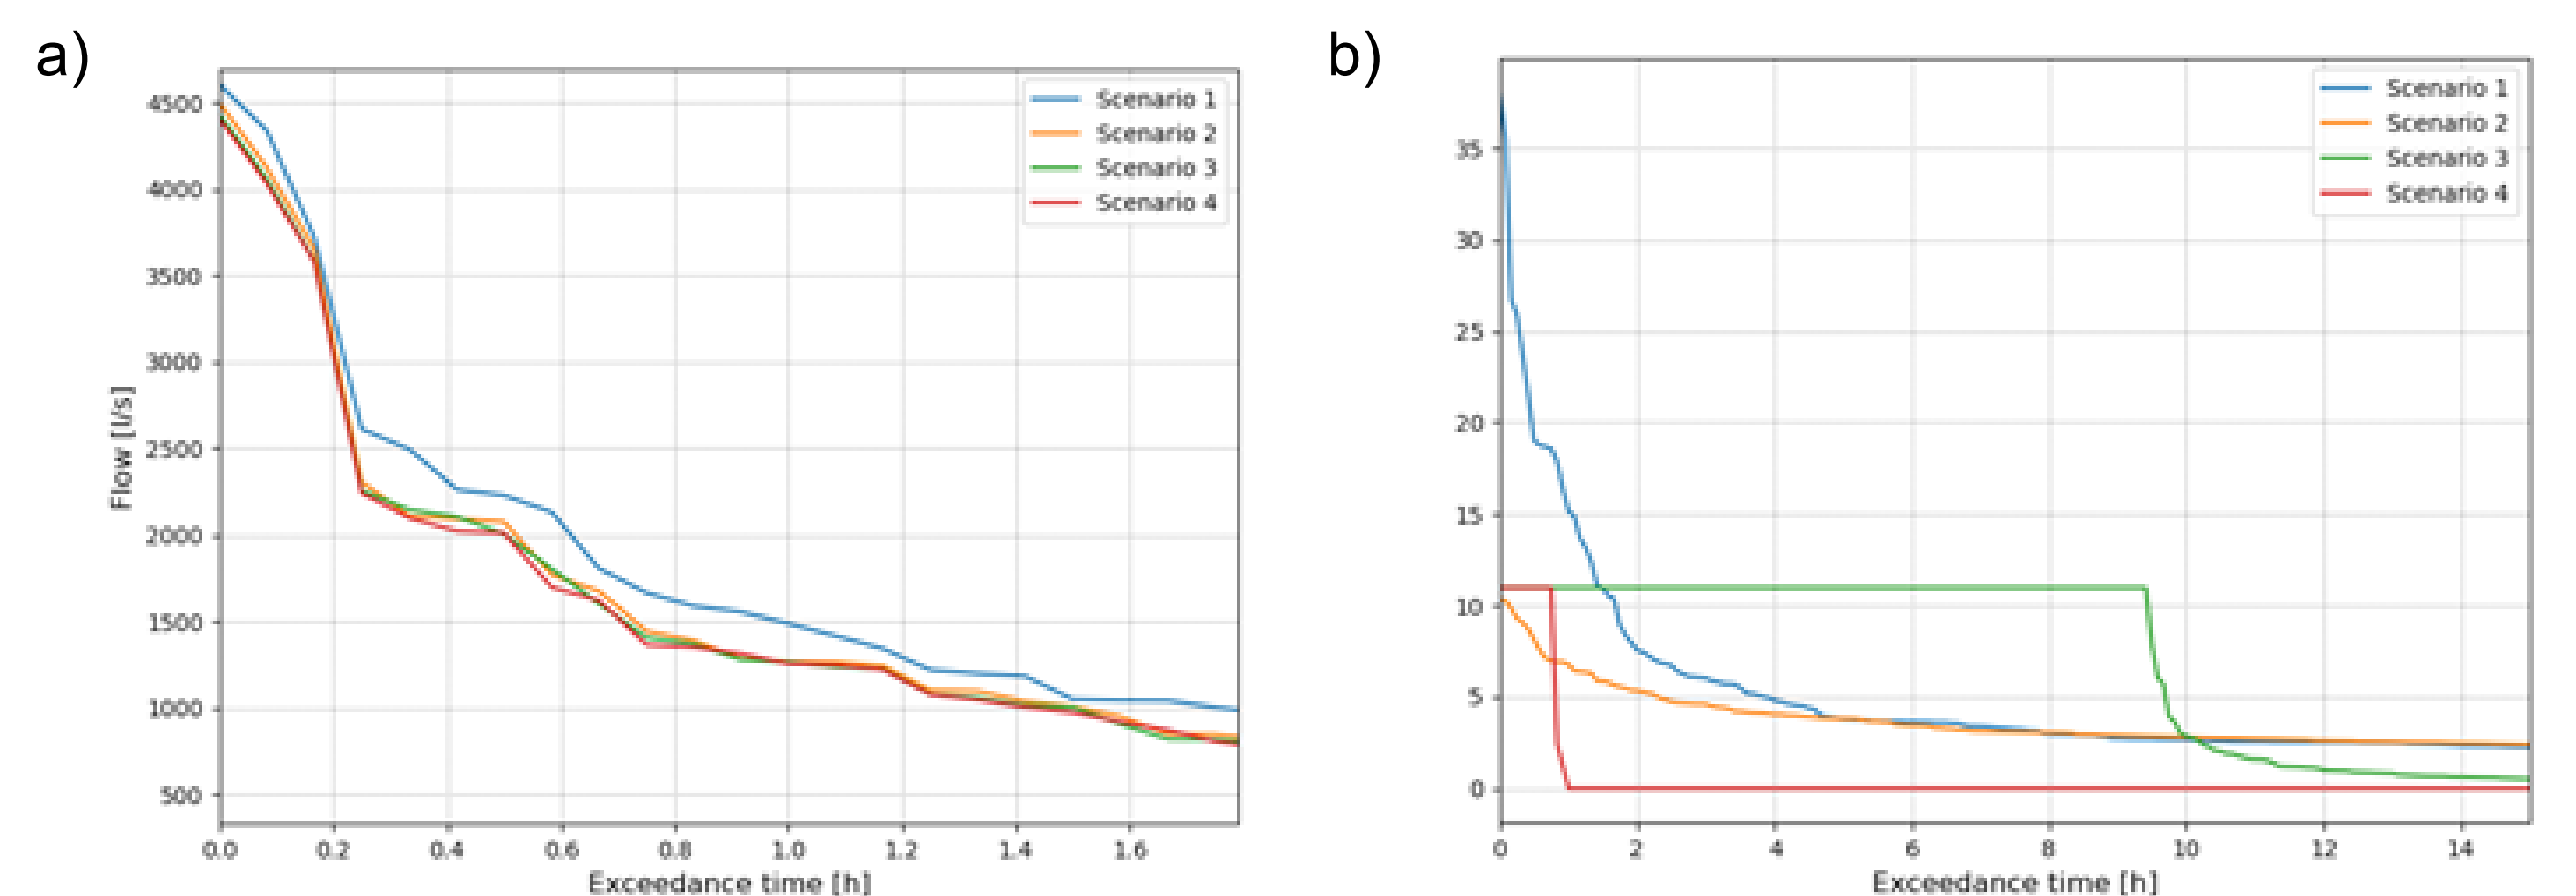 a)
4500
4000
3500
3000
2500
2000
1500
1000
500
Flow [l/s]
0.0 0.2 0.4 0.6 0.8 1.0 1.2 1.4 1.6
Exceedance time [h]
Scenario 1
Scenario 2
Scenario 3
Scenario 4
b)
35
30
25
20
15
10
5
0
0 2 4 6 8 10 12 14
Exceedance time [h]
Scenario 1
Scenario 2
Scenario 3
Scenario 4